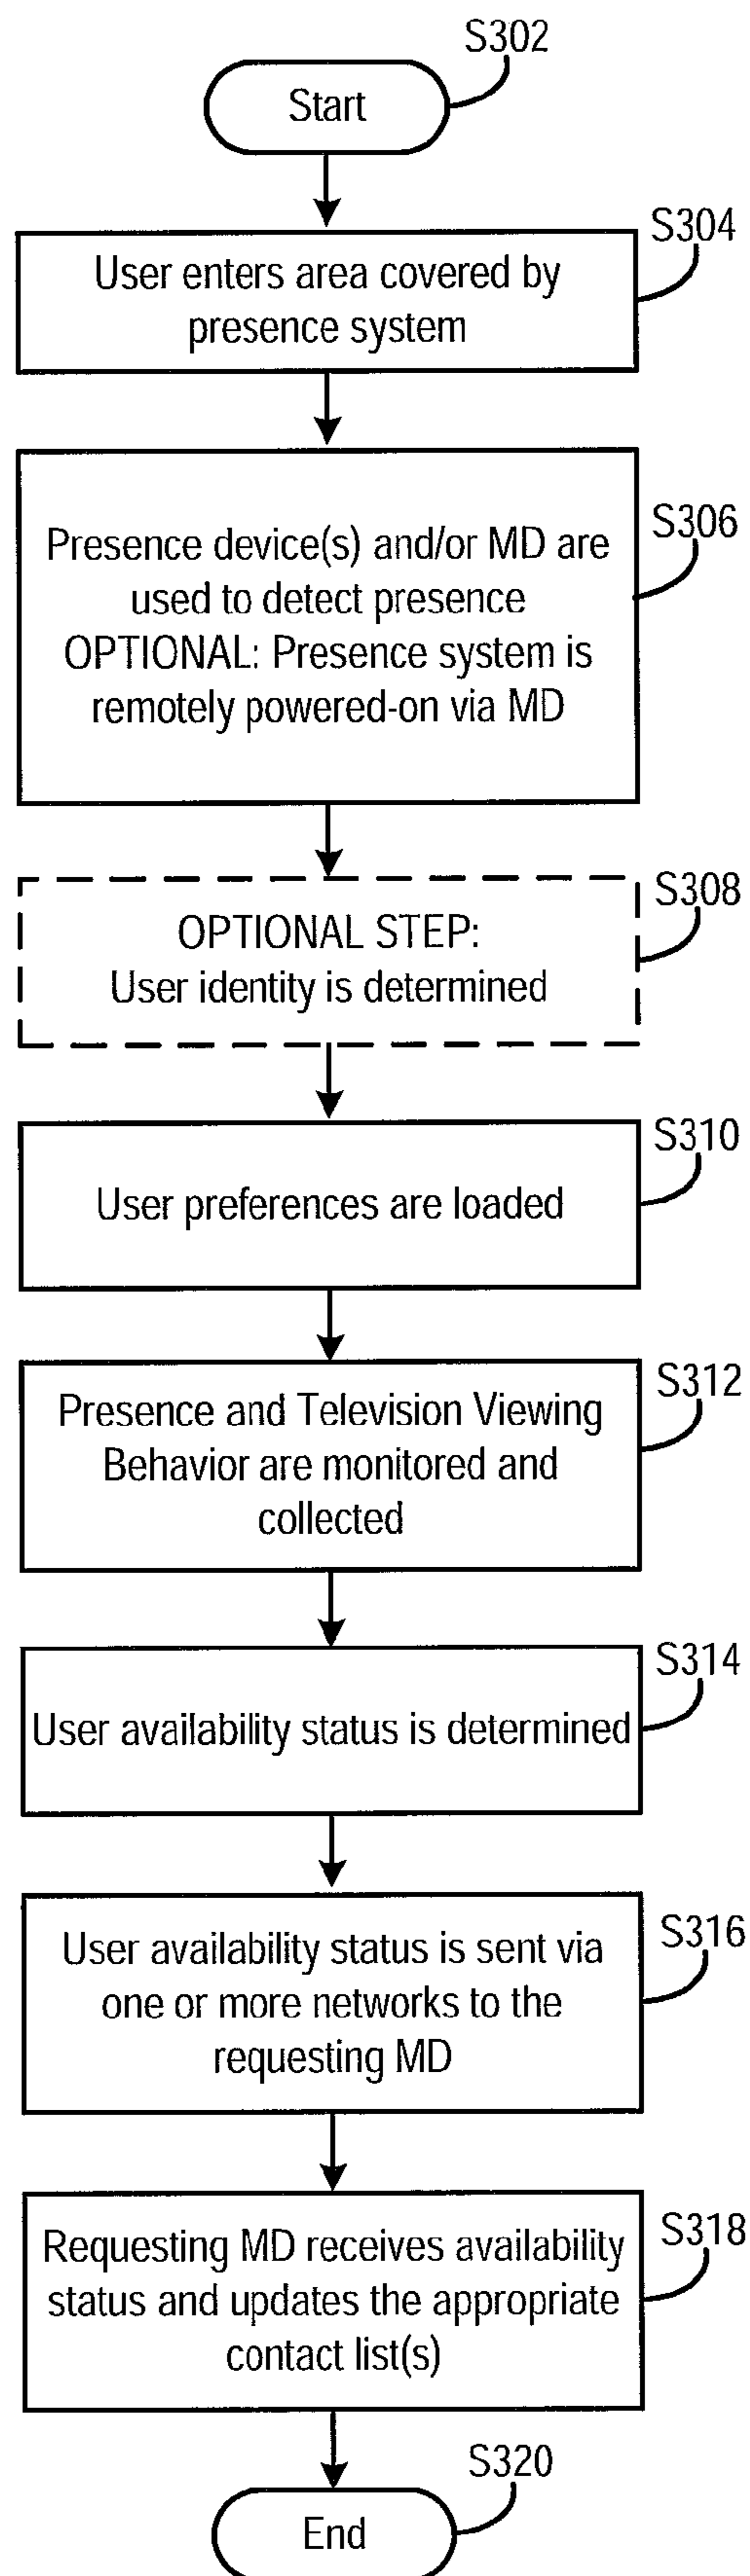 S302
Start
S304
User enters area covered by
presence system
S306
Presence device(s) and/or MD are
used to detect presence
OPTIONAL: Presence system is
remotely powered-on via MD
S308
OPTIONAL STEP:
User identity is determined
S310
User preferences are loaded
S312
Presence and Television Viewing
Behavior are monitored and
collected
S314
User availability status is determined
S316
User availability status is sent via
one or more networks to the
requesting MD
S318
Requesting MD receives availability
status and updates the appropriate
contact list(s)
S320
End